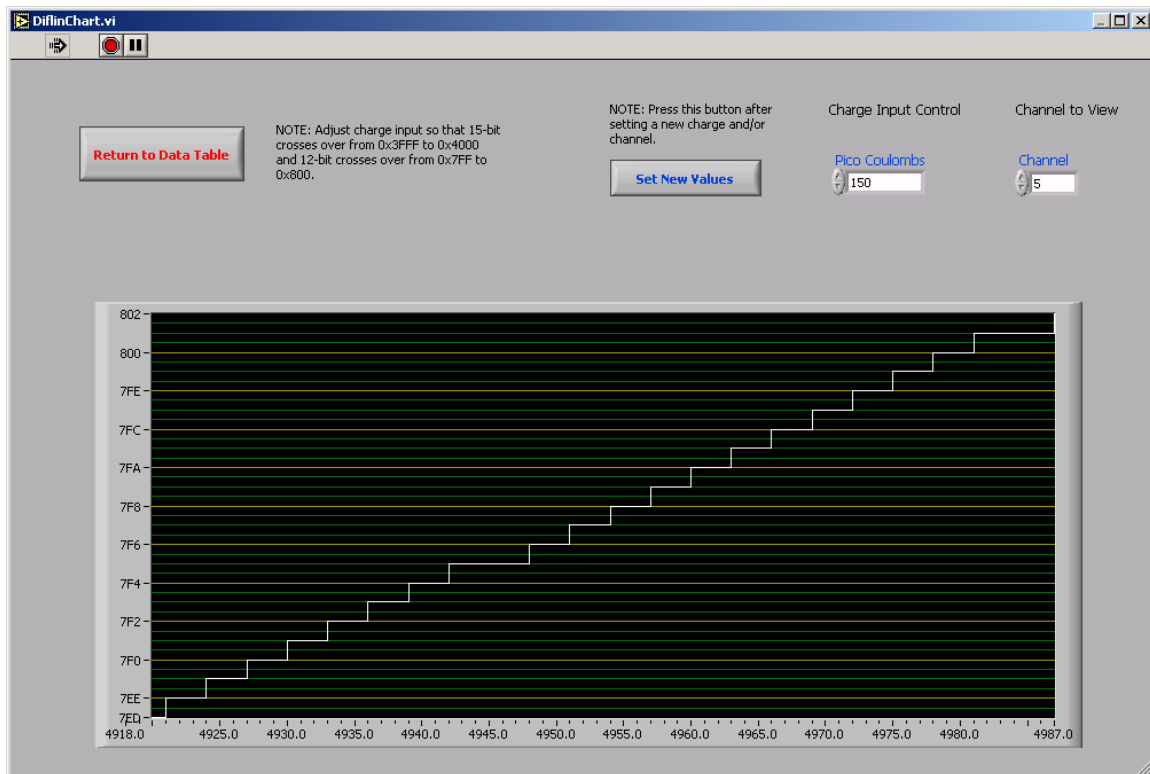 DiflinChart.vi
Return to Data Table
NOTE: Adjust charge input so that 15-bit
crosses over from 0x3FFF to 0x4000
and 12-bit crosses over from 0x7FF to
0x800.
NOTE: Press this button after
setting a new charge and/or
channel.
Set New Values
Charge Input Control
Pico Coulombs
150
Channel to View
Channel
5
802
800
7FE
7FC
7FA
7F8
7F6
7F4
7F2
7F0
7EE
4918.0 4925.0 4930.0 4935.0 4940.0 4945.0 4950.0 4955.0 4960.0 4965.0 4970.0 4975.0 4980.0 4987.0